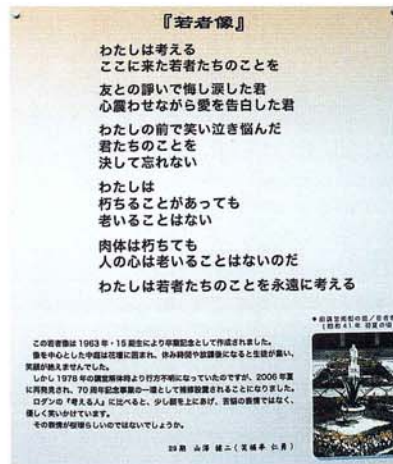 『若者像』
わたしは考える
ここに来た若者たちのことを
友との諍いで悔し涙した君
心震わせながら愛を告白した君
わたしの前で笑い泣き悩んだ
君たちのことを
決して忘れない
わたしは
朽ちることがあっても
老いることはない
肉体は朽ちても
人の心は老いることはないのだ
わたしは若者たちのことを永遠に考える
この若者像は1963年・15期生により卒業記念として作成されました。
像を中心とした中庭は花壇に囲まれ、休み時間や放課後になると生徒が集い、
笑顔が絶えませんでした。
しかし1978年の講堂解体時より行方不明になっていたのですが、2006年夏
に再発見され、70周年記念事業の一環として補修設置されることになりました。
ロダンの『考える人』に比べると、少し顔を上にあげ、苦悩の表情ではなく、
優しく笑いかけています。
その表情が桜塚らしいのではないでしょうか。